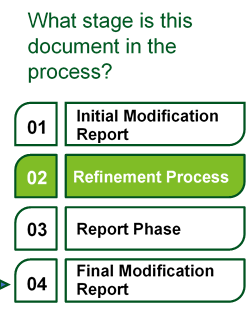 What stage is this
document in the
process?
01
Initial Modification
Report
02
Refinement Process
03
Report Phase
04
Final Modification
Report